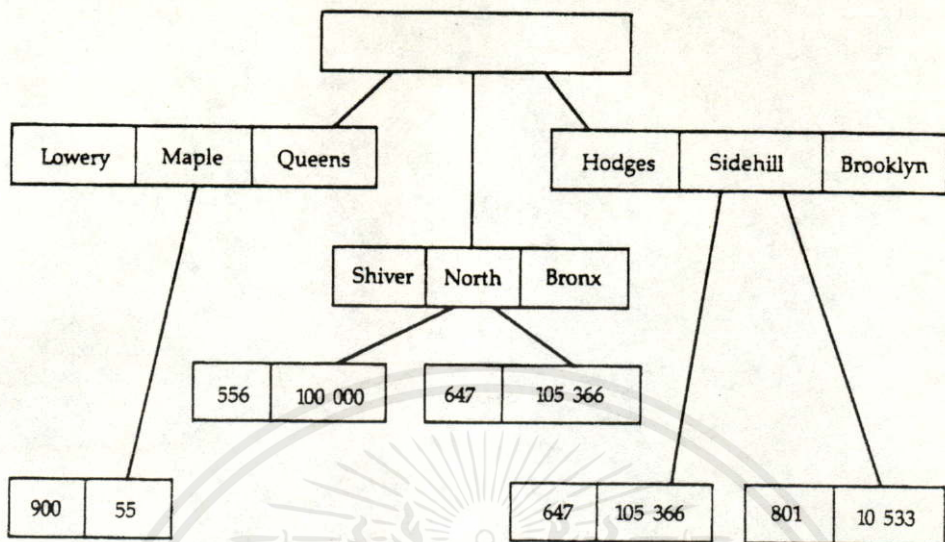 Lowery Maple Queens
Hodges Sidehill Brooklyn
Shiver North Bronx
556 100 000
647 105 366
900 55
647 105 366
801 10 533